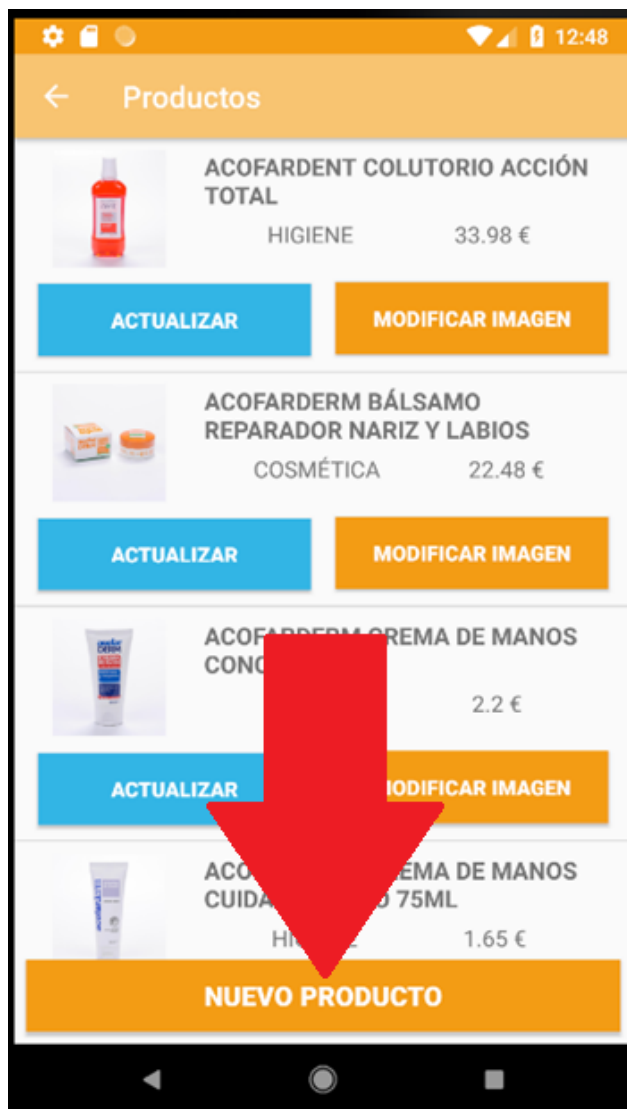 12:48
Productos
ACOFARDENT COLUTORIO ACCIÓN
TOTAL
HIGIENE 33.98 €
ACTUALIZAR MODIFICAR IMAGEN
ACOFARDERM BÁLSAMO
REPARADOR NARIZ Y LABIOS
COSMÉTICA 22.48 €
ACTUALIZAR MODIFICAR IMAGEN
CREMA DE MANOS
2.2 €
DERM
ACTUALIZAR MODIFICAR IMAGEN
DE MANOS
75ML
1.65 €
NUEVO PRODUCTO